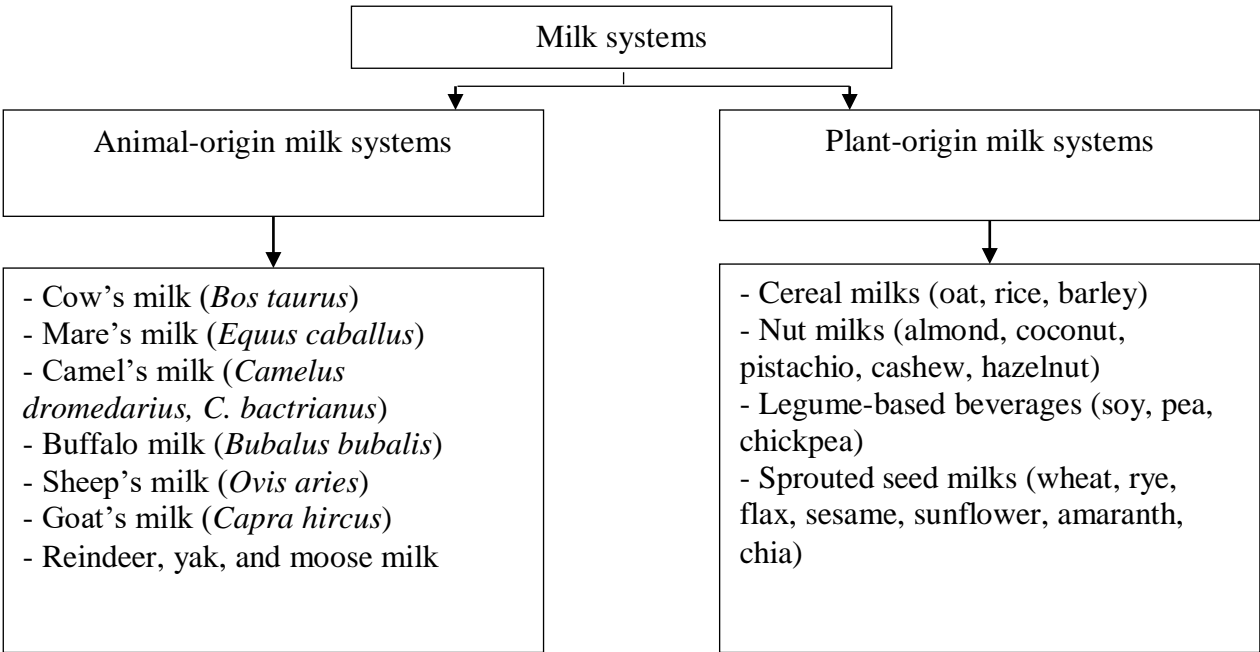 Milk systems
Animal-origin milk systems
Plant-origin milk systems
- Cow’s milk (Bos taurus)
- Mare’s milk (Equus caballus)
- Camel’s milk (Camelus
dromedarius, C. bactrianus)
- Buffalo milk (Bubalus bubalis)
- Sheep’s milk (Ovis aries)
- Goat’s milk (Capra hircus)
- Reindeer, yak, and moose milk
- Cereal milks (oat, rice, barley)
- Nut milks (almond, coconut,
pistachio, cashew, hazelnut)
- Legume-based beverages (soy, pea,
chickpea)
- Sprouted seed milks (wheat, rye,
flax, sesame, sunflower, amaranth,
chia)